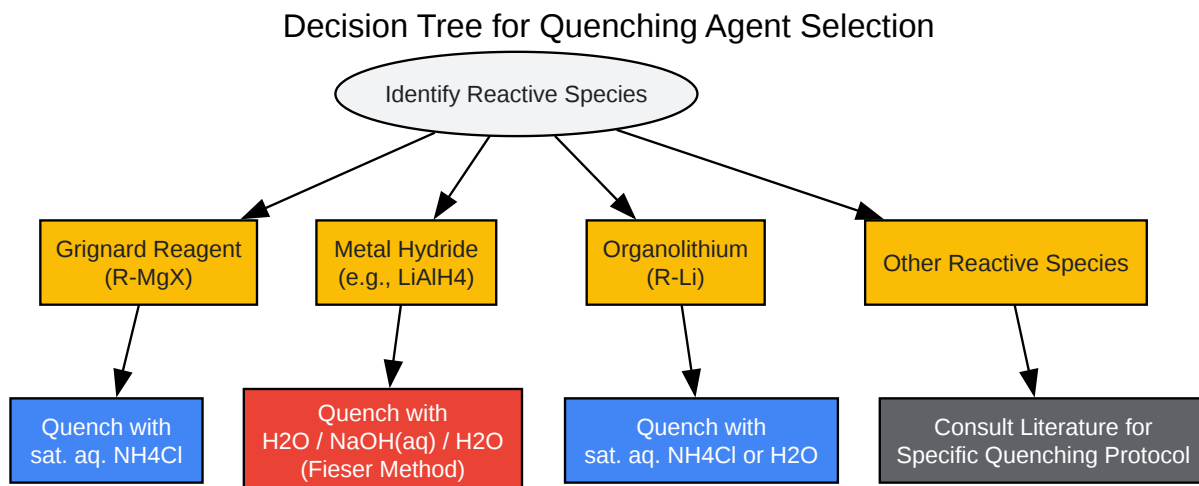 Decision Tree for Quenching Agent Selection
Identify Reactive Species
Grignard Reagent
(R-MgX)
Metal Hydride
(e.g., LiAlH4)
Organolithium
(R-Li)
Other Reactive Species
Quench with
sat. aq. NH4Cl
Quench with
H2O / NaOH(aq) / H2O
(Fieser Method)
Quench with
sat. aq. NH4Cl or H2O
Consult Literature for
Specific Quenching Protocol